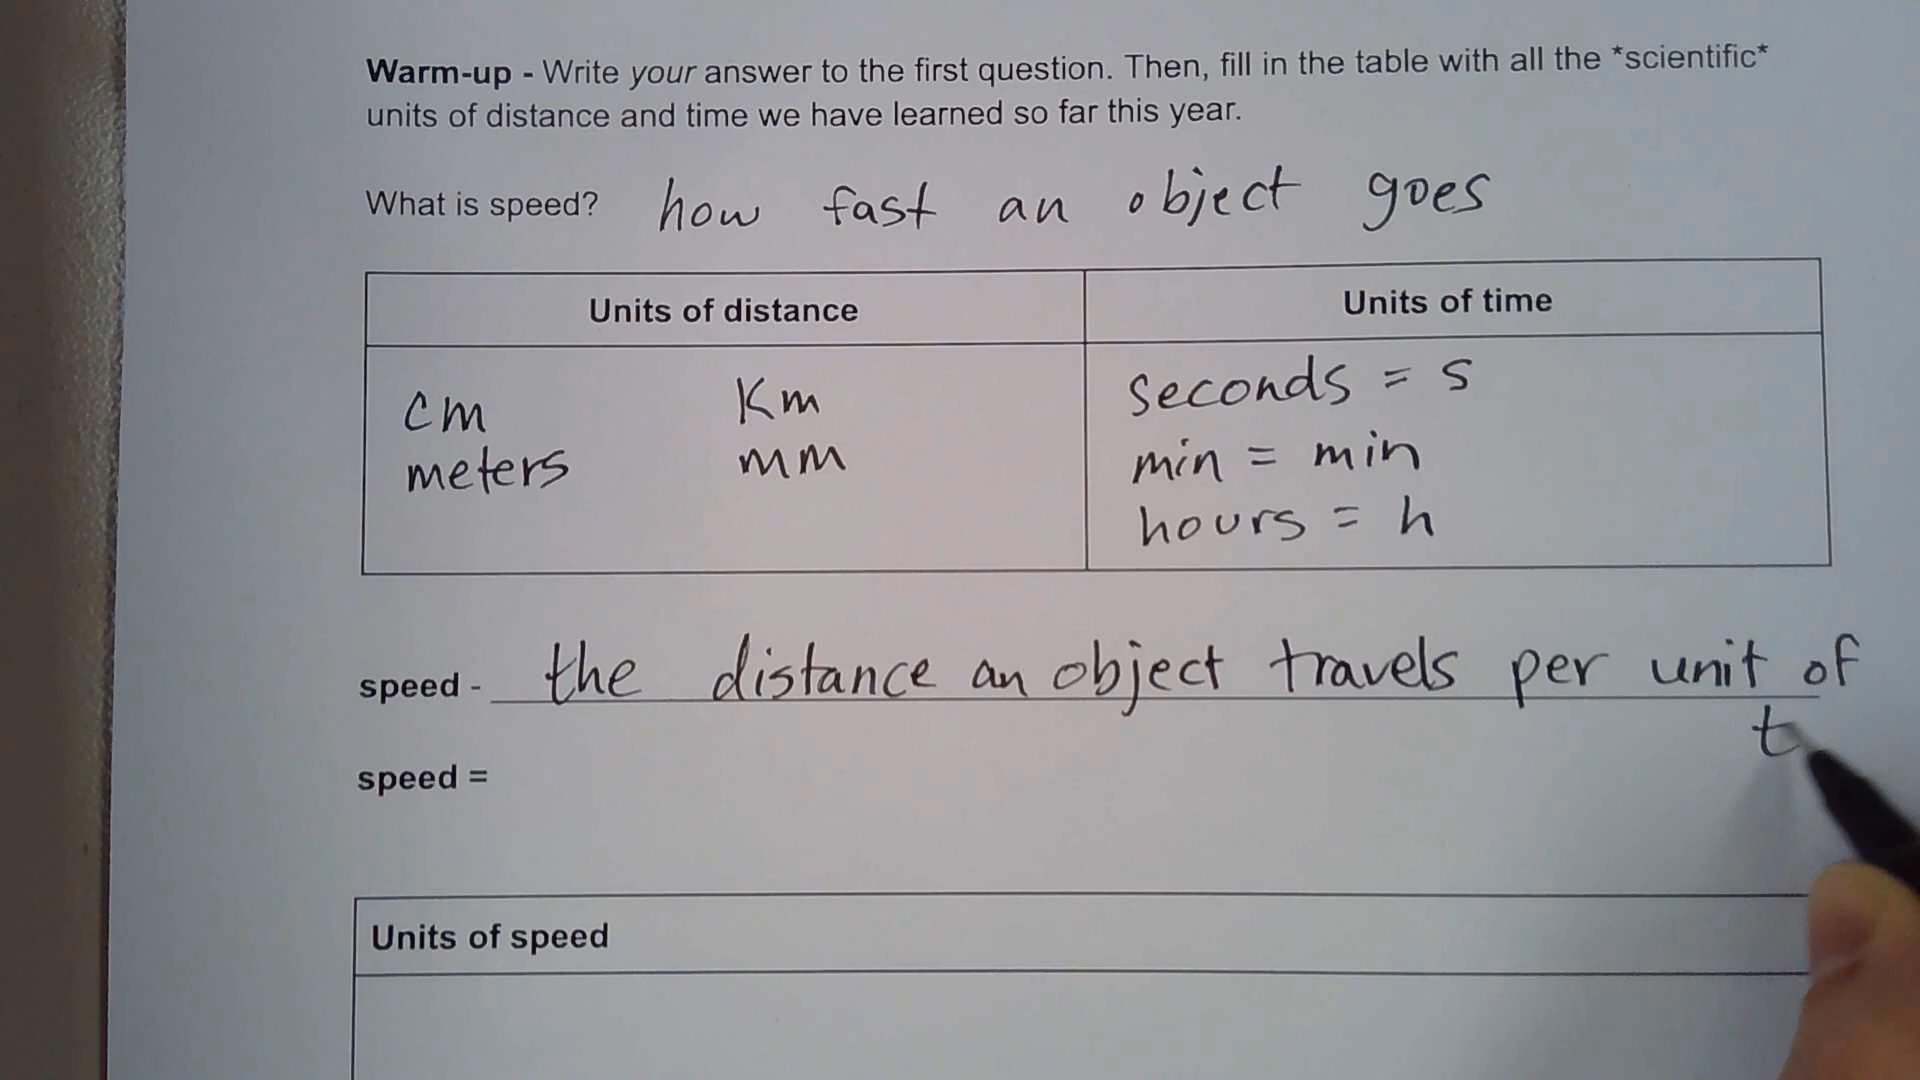 Warm-up - Write your answer to the first question. Then, fill in the table with all the *scientific*
units of distance and time we have learned so far this year.
What is speed? how fast an object goes
Units of distance Units of time
cm Km seconds = s
meters mm min = min
hours = h
speed - the distance an object travels per unit of
t
speed =
Units of speed